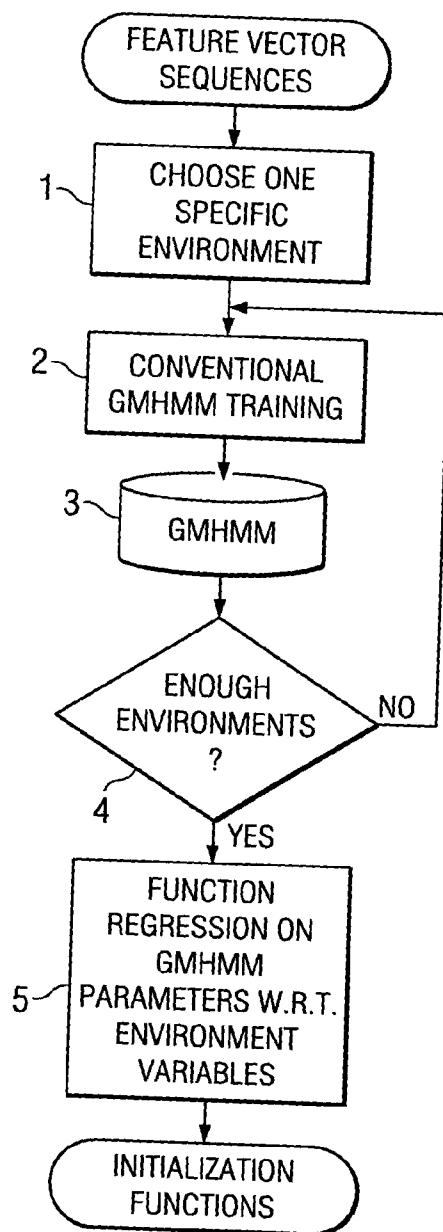 FEATURE VECTOR
SEQUENCES
1
CHOOSE ONE
SPECIFIC
ENVIRONMENT
2
CONVENTIONAL
GMHMM TRAINING
3
GMHMM
ENOUGH
ENVIRONMENTS
?
NO
4
YES
FUNCTION
REGRESSION ON
GMHMM
PARAMETERS W.R.T.
5
ENVIRONMENT
VARIABLES
INITIALIZATION
FUNCTIONS